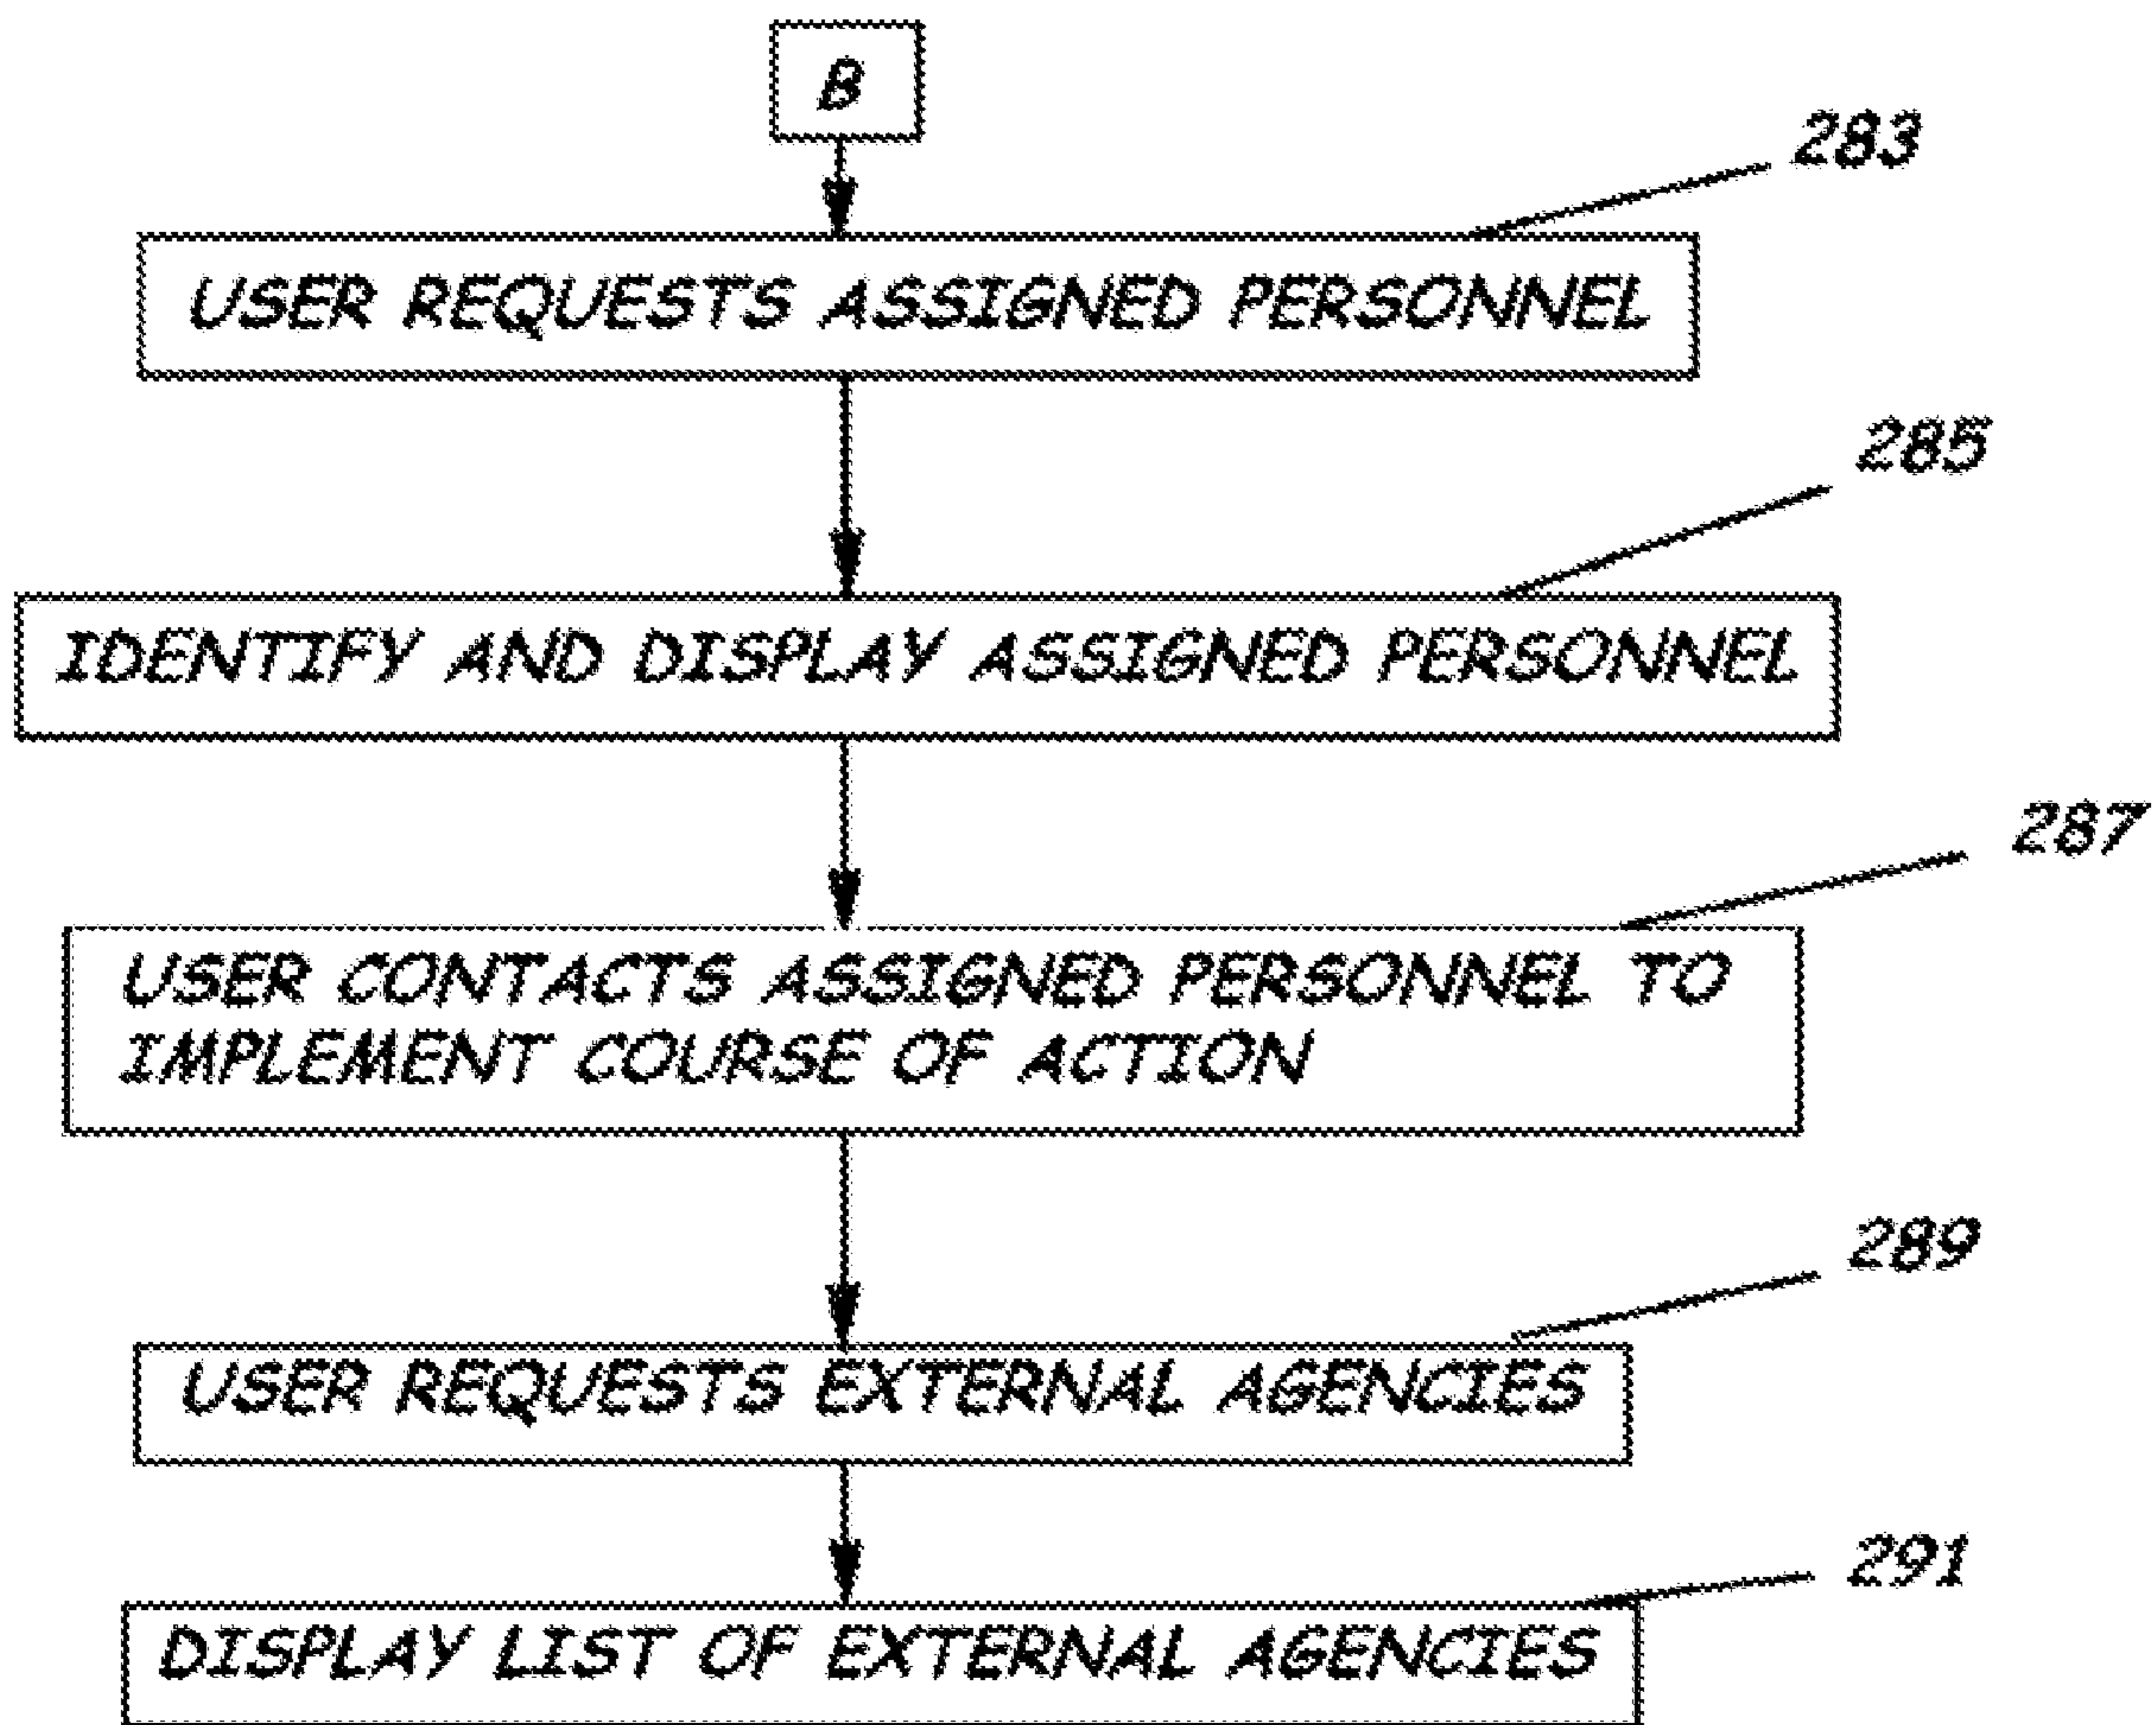 B
283
USER REQUESTS ASSIGNED PERSONNEL
285
IDENTIFY AND DISPLAY ASSIGNED PERSONNEL
287
USER CONTACTS ASSIGNED PERSONNEL TO
IMPLEMENT COURSE OF ACTION
289
USER REQUESTS EXTERNAL AGENCIES
291
DISPLAY LIST OF EXTERNAL AGENCIES